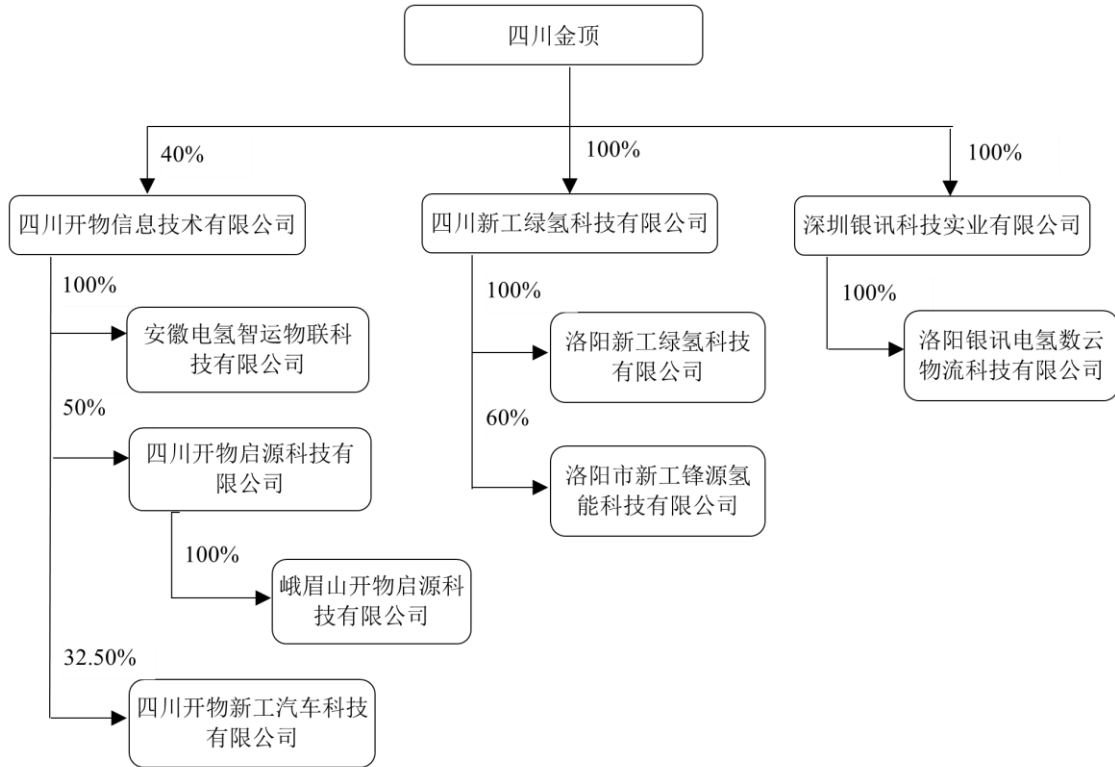 四川金顶
40%
100%
100%
四川开物信息技术有限公司
四川新工绿氢科技有限公司
深圳银讯科技实业有限公司
100%
100%
100%
安徽电氢智运物联科
技有限公司
洛阳新工绿氢科技
有限公司
洛阳银讯电氢数云
物流科技有限公司
50%
60%
四川开物启源科技有
限公司
洛阳市新工锋源氢
能科技有限公司
100%
峨眉山开物启源科
技有限公司
32.50%
四川开物新工汽车科技
有限公司